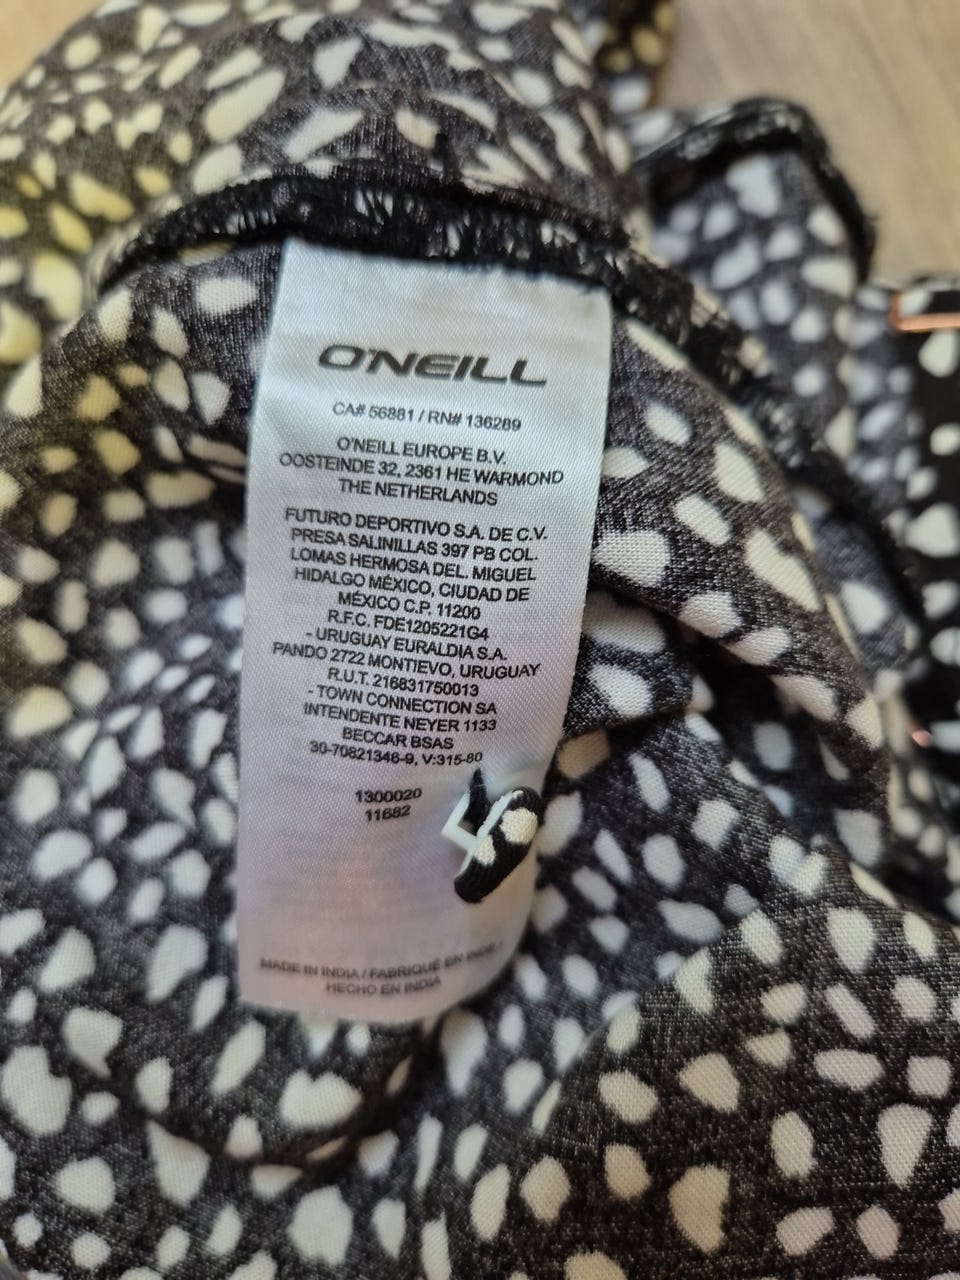 O'NEILL
CA# 56881 / RN# 136289
O'NEILL EUROPE B.V.
OOSTEINDE 32, 2361 HE WARMOND
THE NETHERLANDS
FUTURO DEPORTIVO S.A. DE C.V.
PRESA SALINILLAS 397 PB COL.
LOMAS HERMOSA DEL. MIGUEL
HIDALGO MÉXICO, CIUDAD DE
MÉXICO C.P. 11200
R.F.C. FDE1205221G4
- URUGUAY EURALDIA S.A.
PANDO 2722 MONTIEVO, URUGUAY
R.U.T. 216831750013
- TOWN CONNECTION SA
INTENDENTE NEYER 1133
BECCAR BSAS
30-70821346-9, V:315-80
1300020
11682
MADE IN INDIA / FABRIQUÉ EN INDE /
HECHO EN INDIA